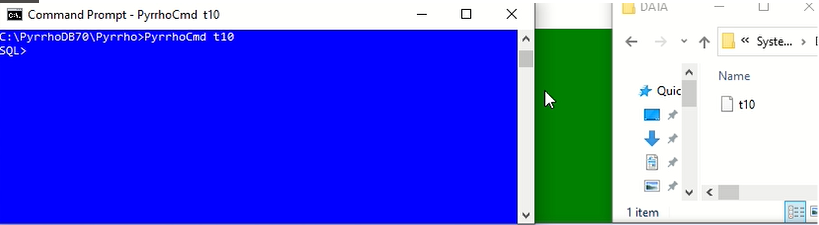 Command Prompt - PyrrhoCmd t10
C:\PyrrhoDB70\Pyrrho>PyrrhoCmd t10
SQL>
DATA
« Syste... >
Name
Quic
t10
1 item